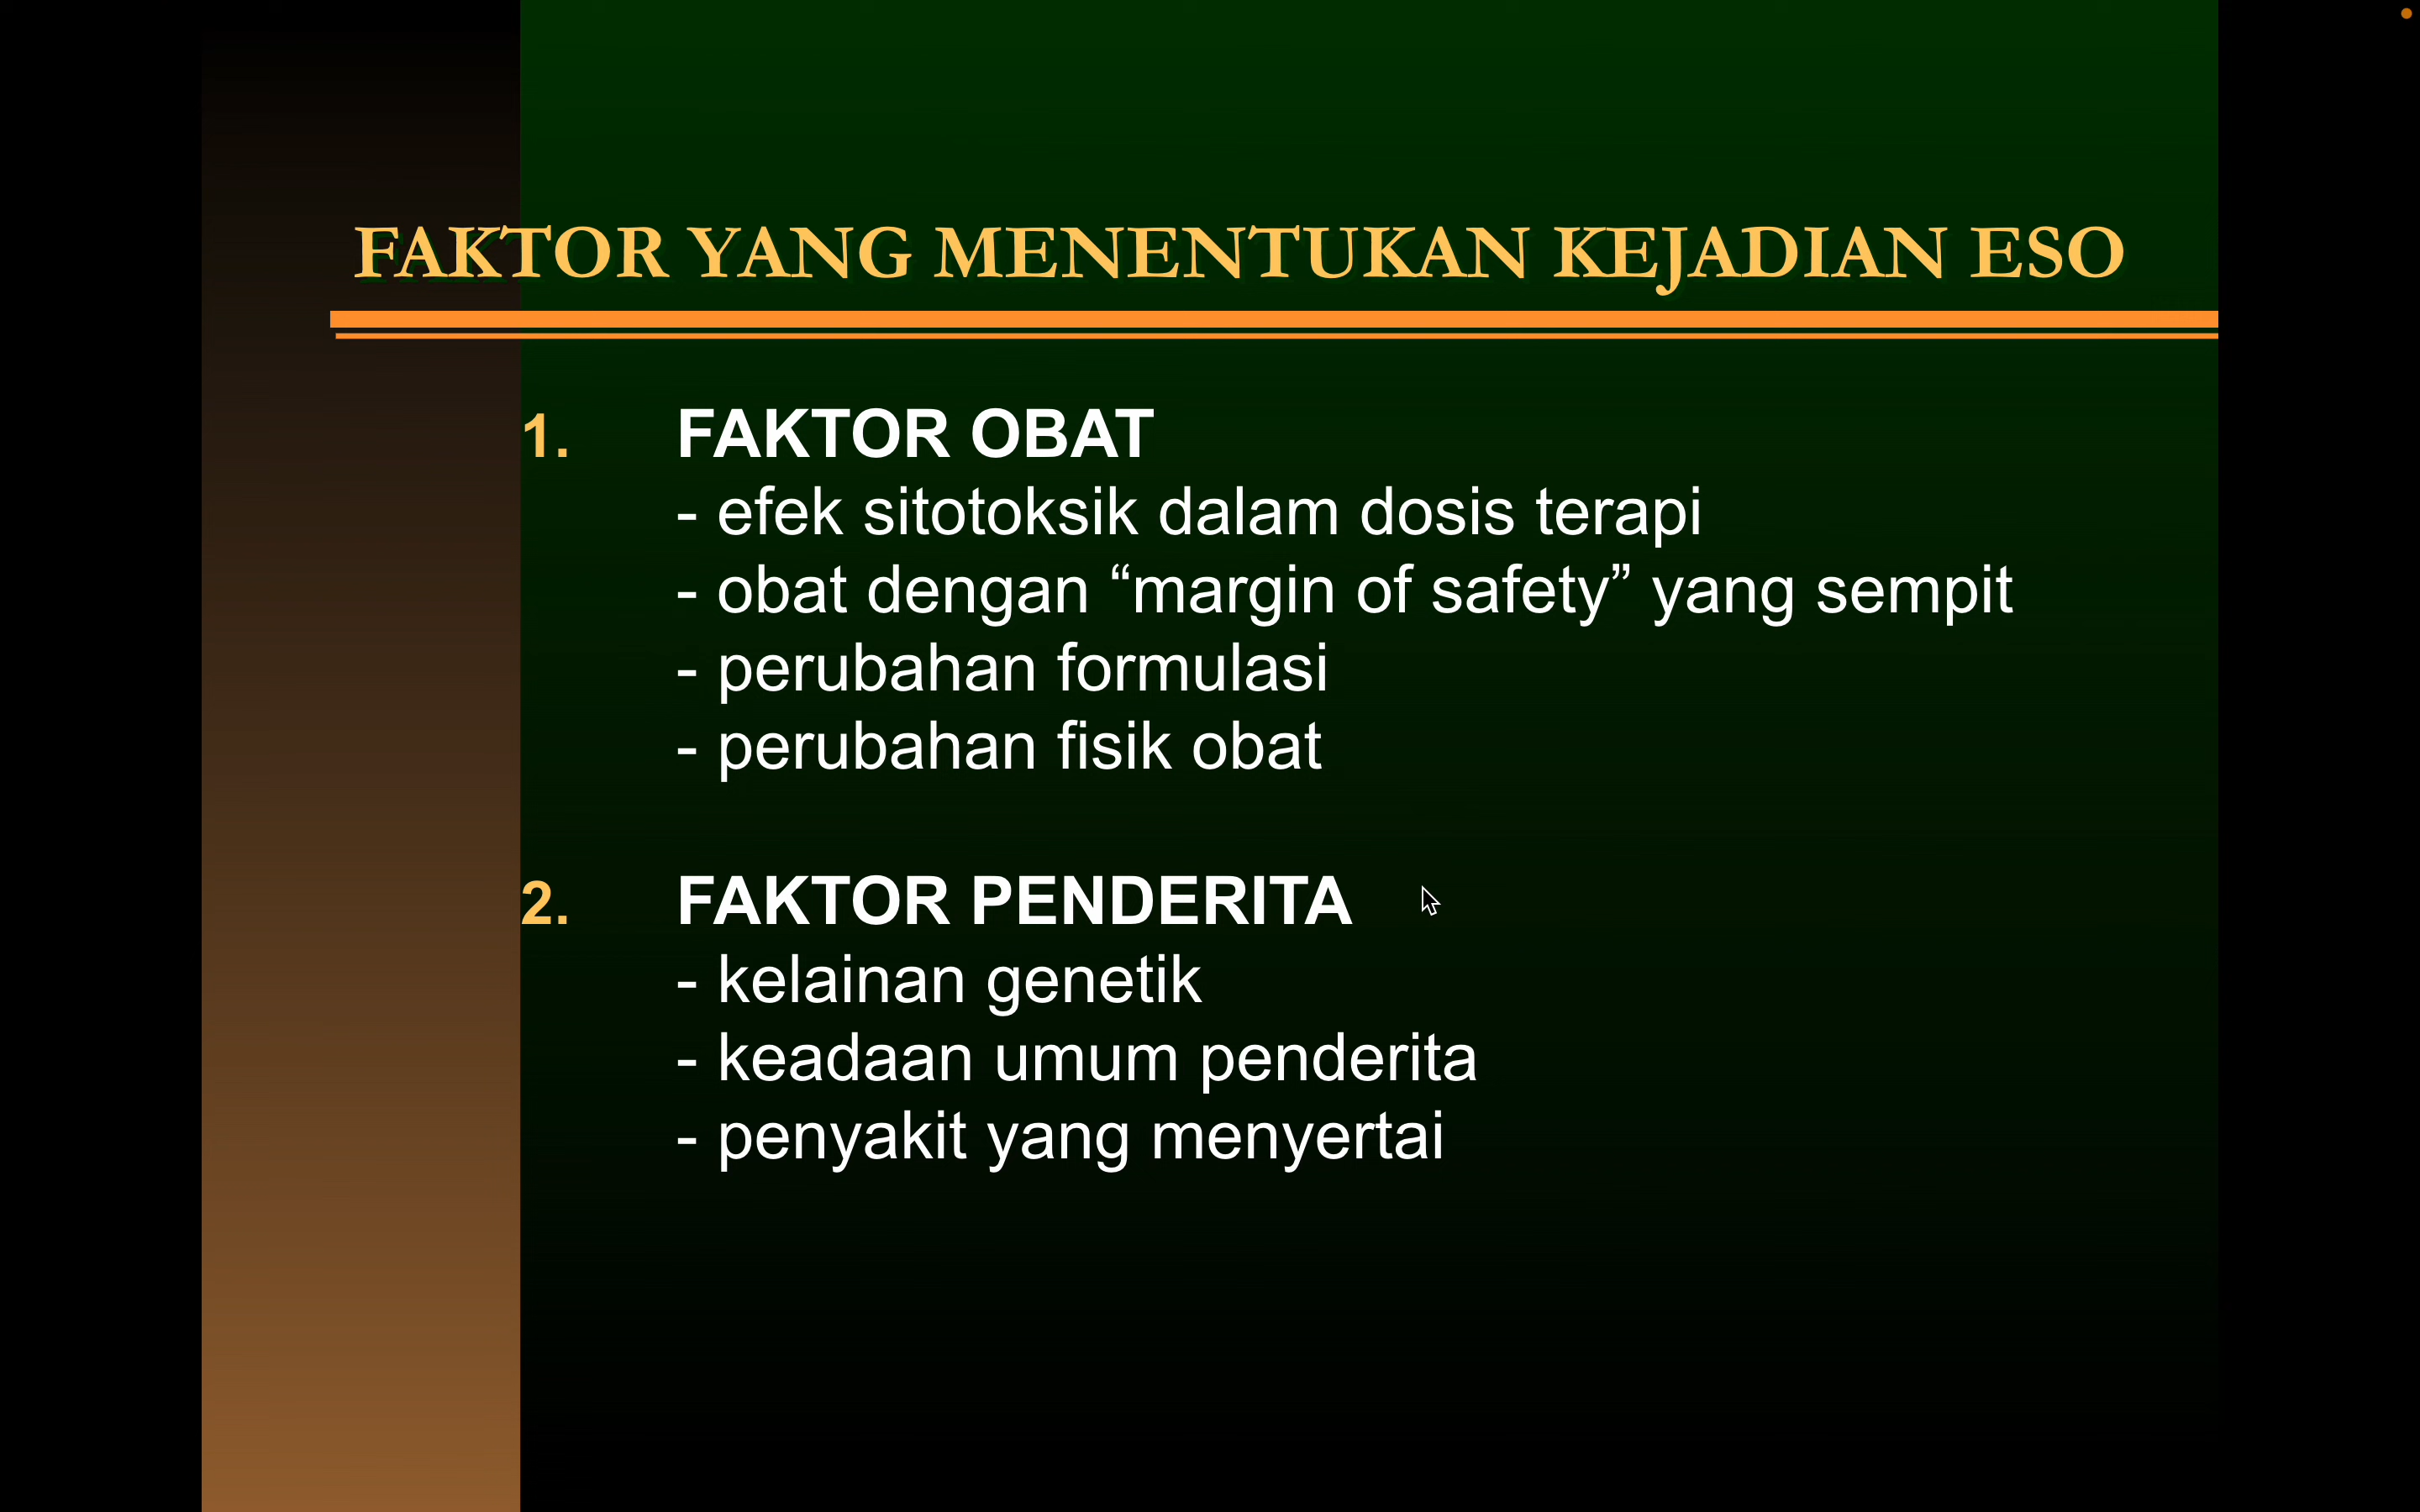 FAKTOR YANG MENENTUKAN KEJADIAN ESO
1. FAKTOR OBAT
- efek sitotoksik dalam dosis terapi
- obat dengan “margin of safety” yang sempit
- perubahan formulasi
- perubahan fisik obat
2. FAKTOR PENDERITA
- kelainan genetik
- keadaan umum penderita
- penyakit yang menyertai